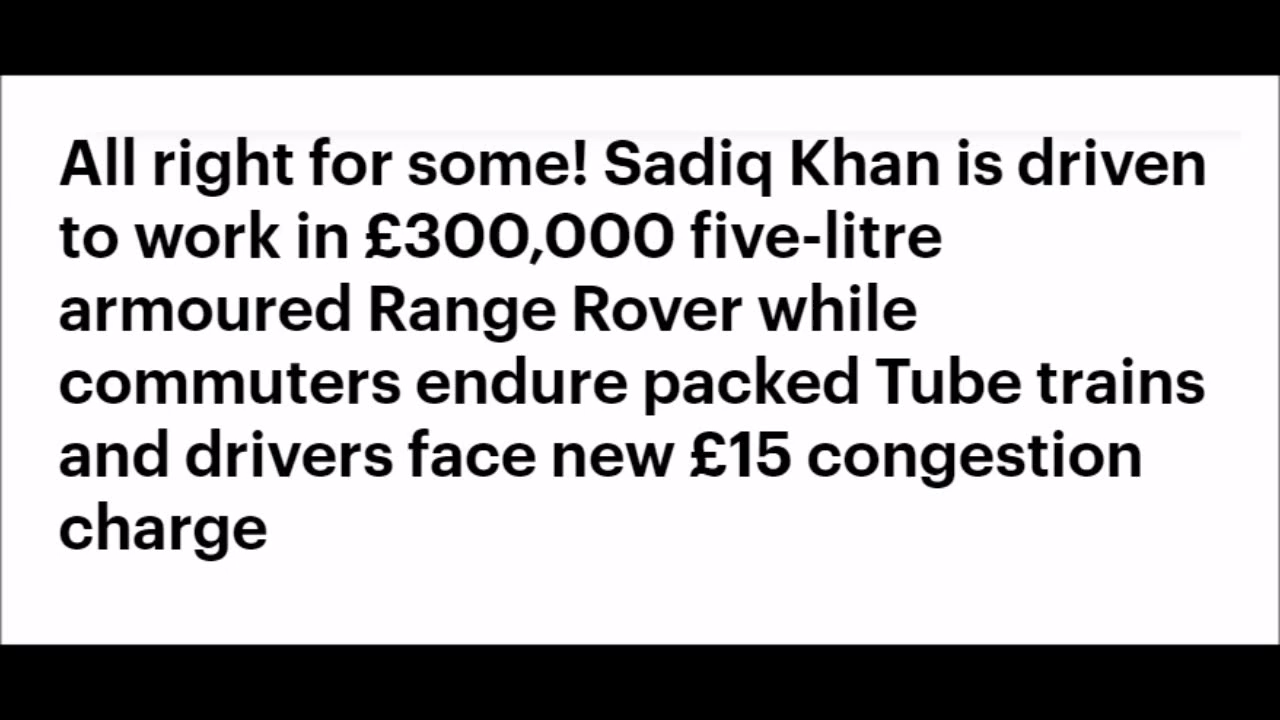 All right for some! Sadiq Khan is driven
to work in £300,000 five-litre
armoured Range Rover while
commuters endure packed Tube trains
and drivers face new £15 congestion
charge